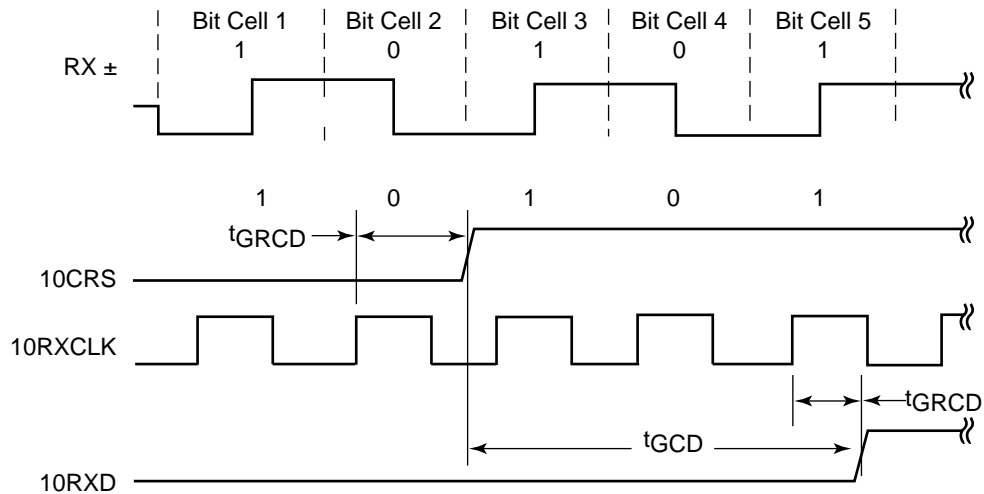 Bit Cell 1 Bit Cell 2 Bit Cell 3 Bit Cell 4 Bit Cell 5
1 0 1 0 1
RX ±
1 0 1 0 1
tGRCD
10CRS
10RXCLK
tGRCD
tGCD
10RXD